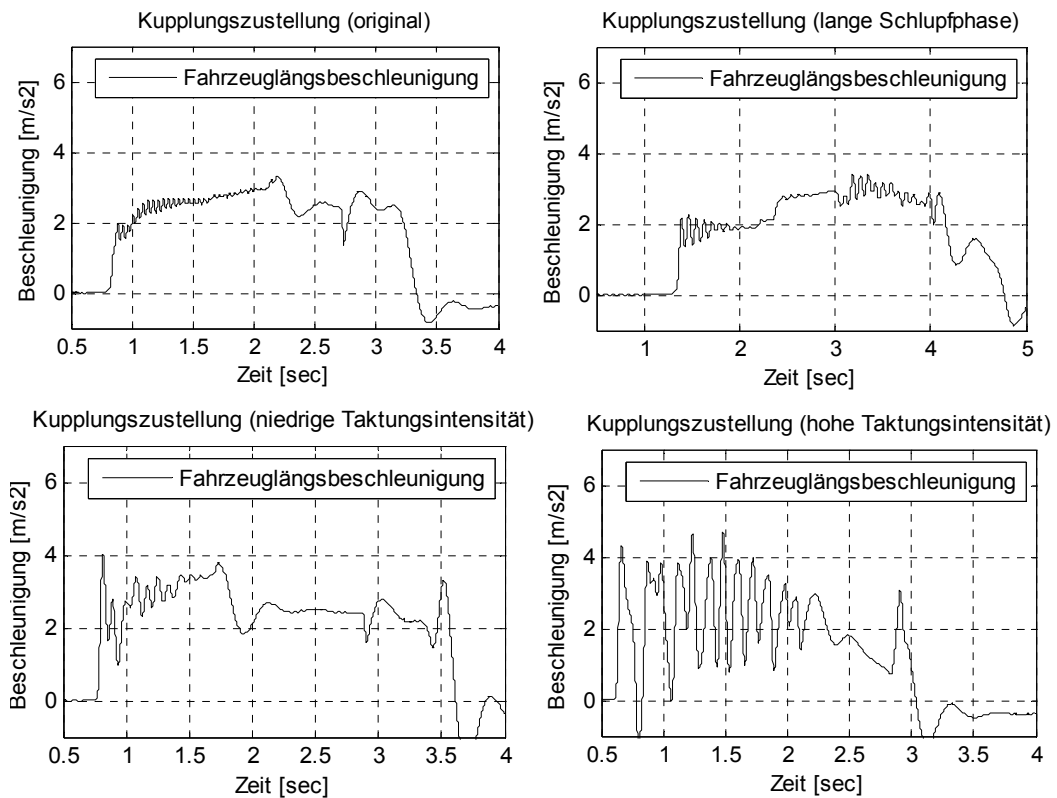 Kupplungszustellung (original)
Fahrzeuglängsbeschleunigung
Beschleunigung [m/s2]
6
4
2
0
0.5 1 1.5 2 2.5 3 3.5 4
Zeit [sec]
Kupplungszustellung (lange Schlupfphase)
Fahrzeuglängsbeschleunigung
Beschleunigung [m/s2]
6
4
2
0
1 2 3 4 5
Zeit [sec]
Kupplungszustellung (niedrige Taktungsintensität)
Fahrzeuglängsbeschleunigung
Beschleunigung [m/s2]
6
4
2
0
0.5 1 1.5 2 2.5 3 3.5 4
Zeit [sec]
Kupplungszustellung (hohe Taktungsintensität)
Fahrzeuglängsbeschleunigung
Beschleunigung [m/s2]
6
4
2
0
0.5 1 1.5 2 2.5 3 3.5 4
Zeit [sec]